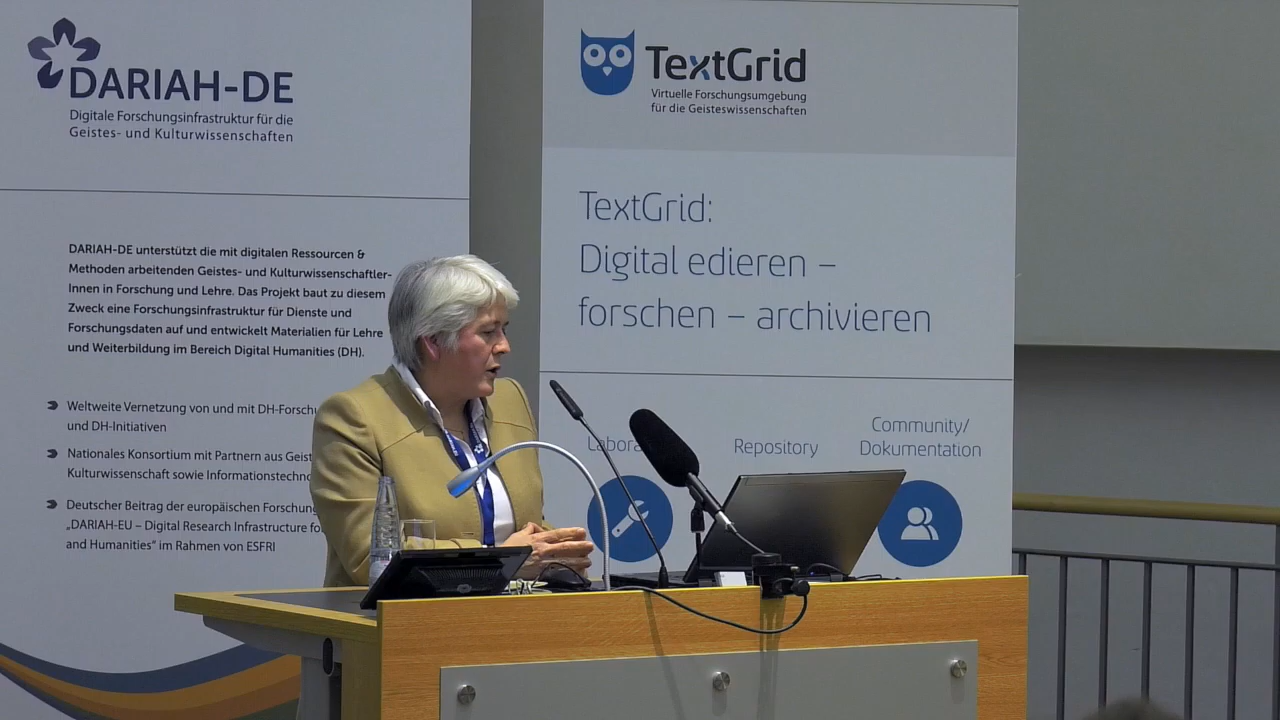 DARIAH-DE
Digitale Forschungsinfrastruktur für die
Geistes- und Kulturwissenschaften
DARIAH-DE unterstützt die mit digitalen Ressourcen &
Methoden arbeitenden Geistes- und Kulturwissenschaftler-
Innen in Forschung und Lehre. Das Projekt baut zu diesem
Zweck eine Forschungsinfrastruktur für Dienste und
Forschungsdaten auf und entwickelt Materialien für Lehre
und Weiterbildung im Bereich Digital Humanities (DH).
Weltweite Vernetzung von und mit DH-Forschu
und DH-Initiativen
Nationales Konsortium mit Partnern aus Geist
Kulturwissenschaft sowie Informationstechno
Deutscher Beitrag der europäischen Forschung
„DARIAH-EU – Digital Research Infrastructure fo
and Humanities“ im Rahmen von ESFRI
TextGrid
Virtuelle Forschungsumgebung
für die Geisteswissenschaften
TextGrid:
Digital edieren –
forschen – archivieren
Labora
Repository
Community/
Dokumentation